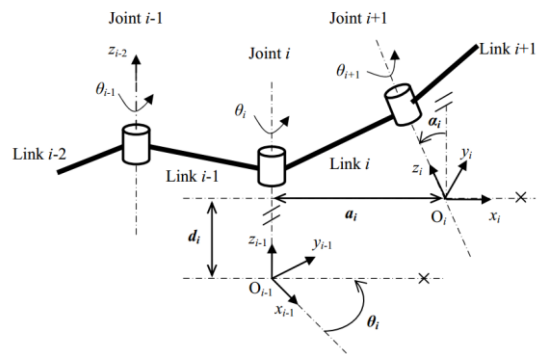 Joint i-1
Joint i
Joint i+1
z_{i-2}
Link i+1
θ_{i-1}
θ_i
θ_{i+1}
α_i
Link i-2
Link i-1
Link i
z_i
y_i
d_i
a_i
O_i
x_i
z_{i-1}
y_{i-1}
O_{i-1}
x_{i-1}
θ_i